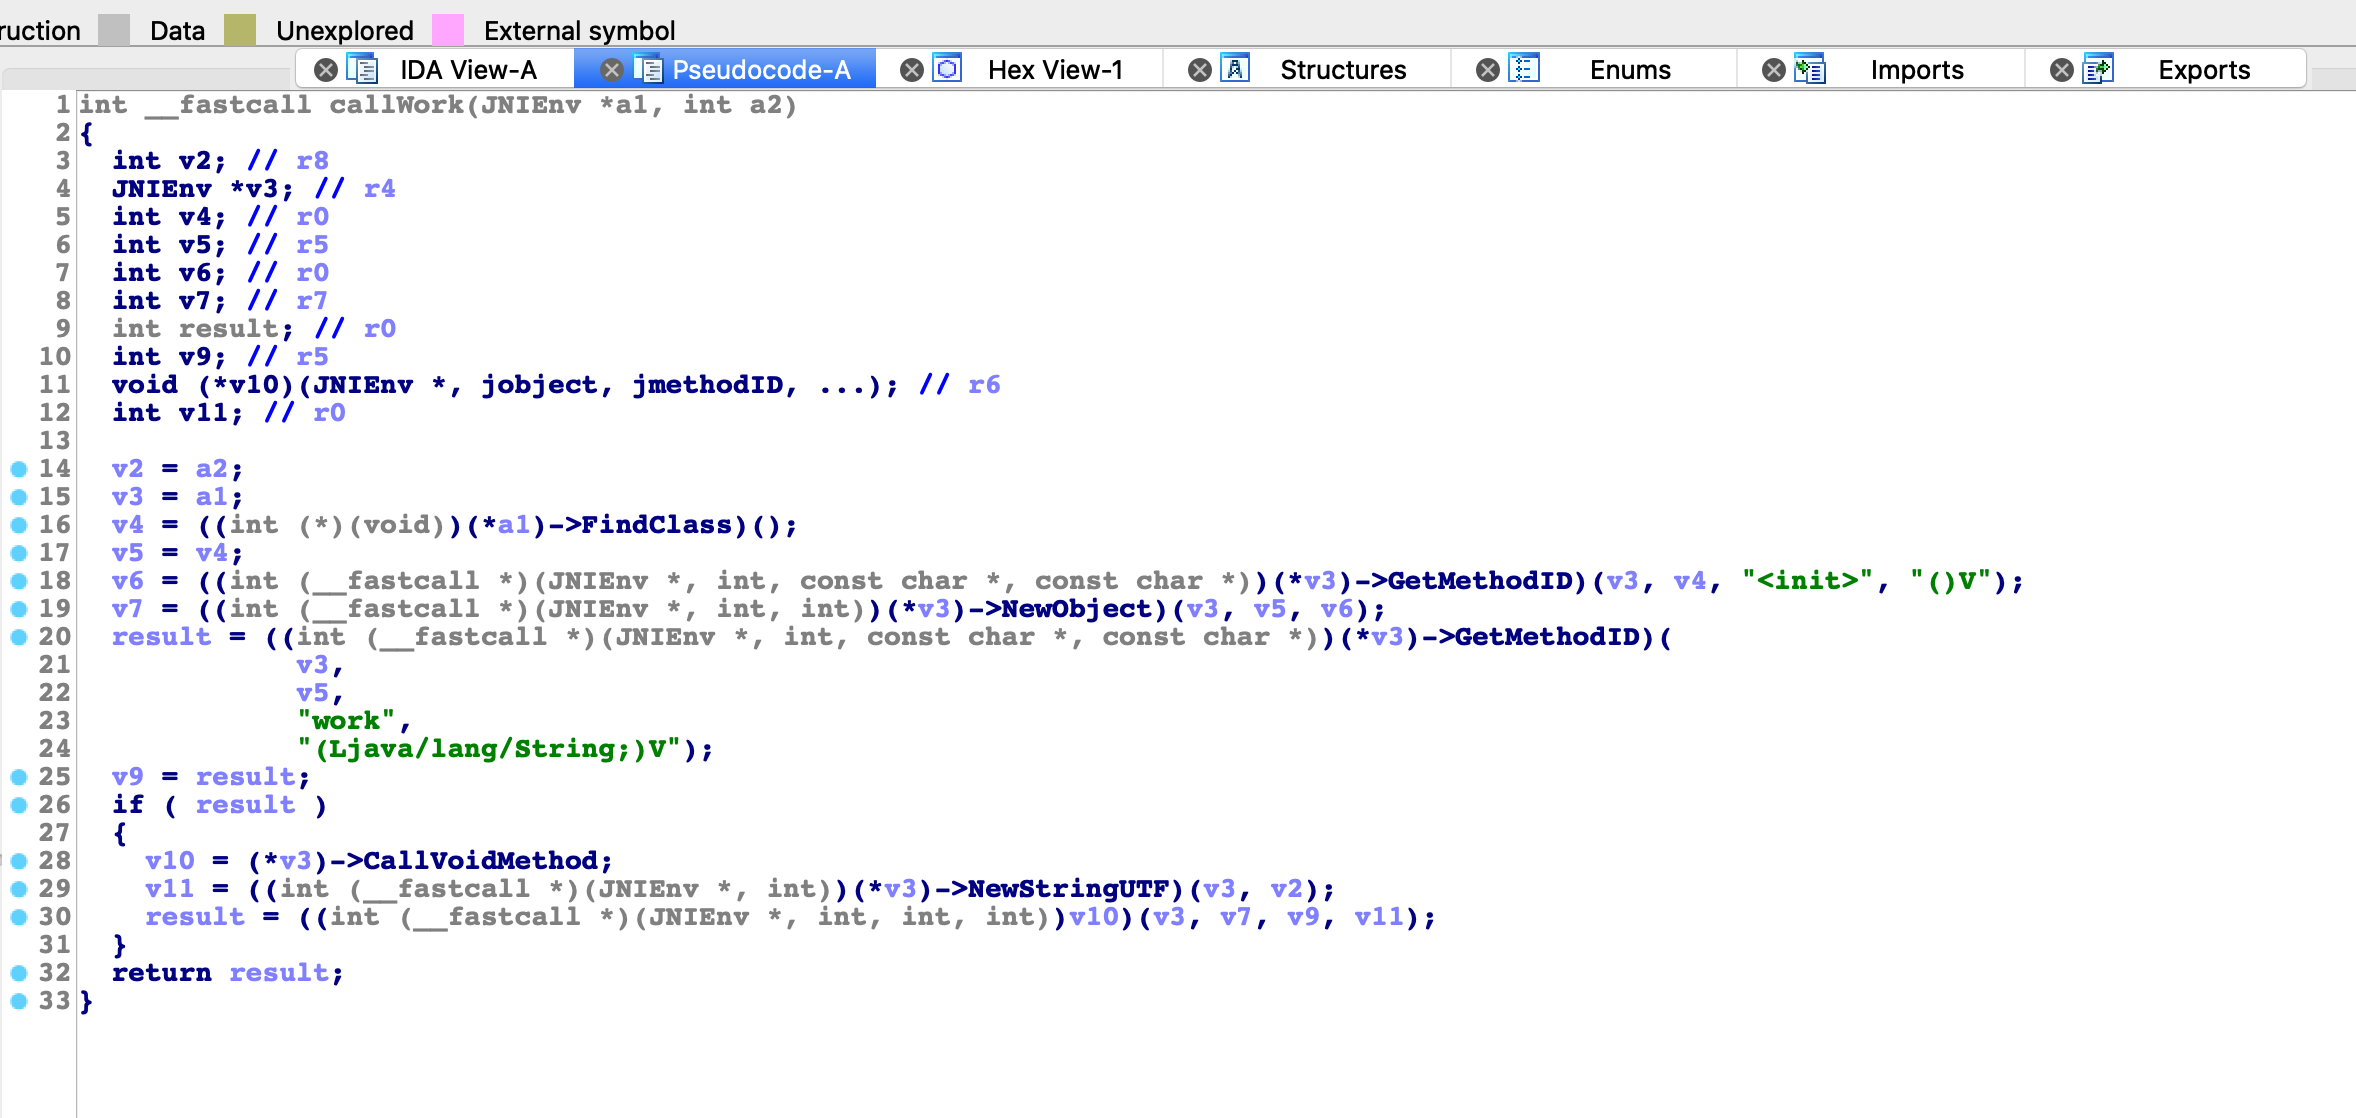 ruction Data Unexplored External symbol
IDA View-A Pseudocode-A Hex View-1 Structures Enums Imports Exports
1 int __fastcall callWork(JNIEnv *a1, int a2)
2 {
3 int v2; // r8
4 JNIEnv *v3; // r4
5 int v4; // r0
6 int v5; // r5
7 int v6; // r0
8 int v7; // r7
9 int result; // r0
10 int v9; // r5
11 void (*v10)(JNIEnv *, jobject, jmethodID, ...); // r6
12 int v11; // r0
13
14 v2 = a2;
15 v3 = a1;
16 v4 = ((int (*)(void))(*a1)->FindClass)();
17 v5 = v4;
18 v6 = ((int (__fastcall *)(JNIEnv *, int, const char *, const char *))(*v3)->GetMethodID)(v3, v4, "<init>", "()V");
19 v7 = ((int (__fastcall *)(JNIEnv *, int, int))(*v3)->NewObject)(v3, v5, v6);
20 result = ((int (__fastcall *)(JNIEnv *, int, const char *, const char *))(*v3)->GetMethodID)(
21 v3,
22 v5,
23 "work",
24 "(Ljava/lang/String;)V");
25 v9 = result;
26 if ( result )
27 {
28 v10 = (*v3)->CallVoidMethod;
29 v11 = ((int (__fastcall *)(JNIEnv *, int))(*v3)->NewStringUTF)(v3, v2);
30 result = ((int (__fastcall *)(JNIEnv *, int, int, int))v10)(v3, v7, v9, v11);
31 }
32 return result;
33 }